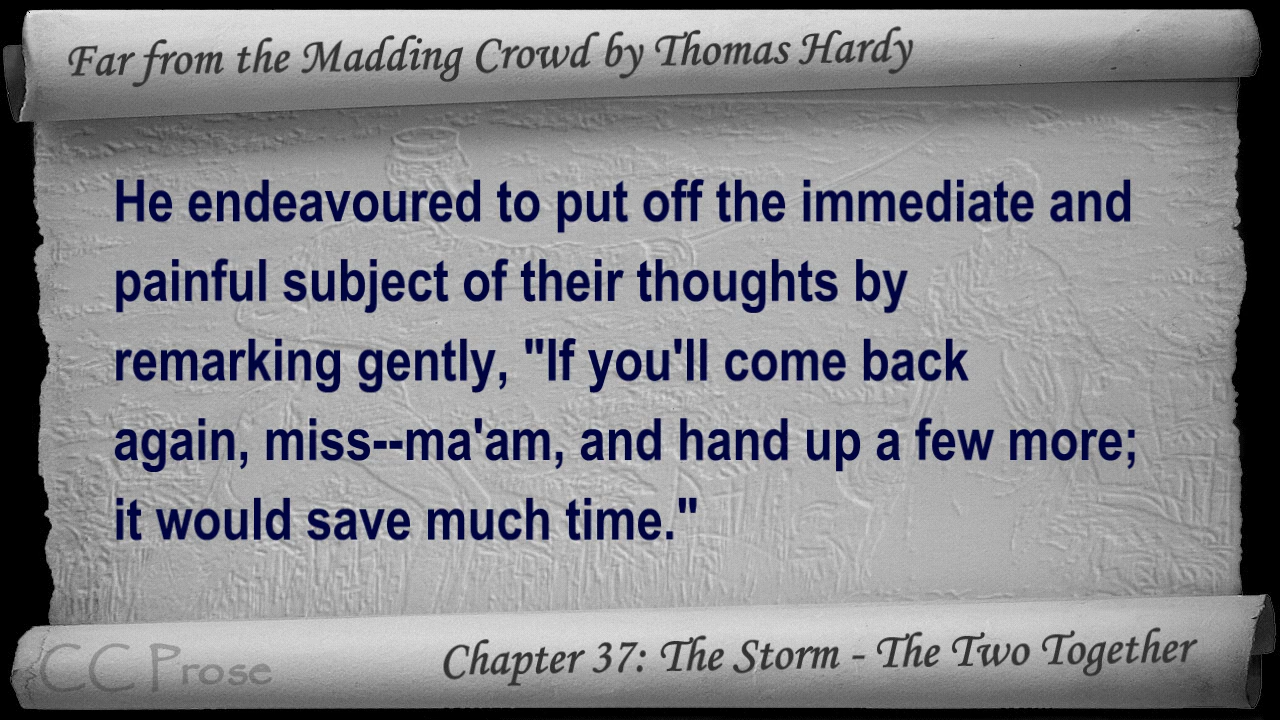 Far from the Madding Crowd by Thomas Hardy
He endeavoured to put off the immediate and
painful subject of their thoughts by
remarking gently, "If you'll come back
again, miss--ma'am, and hand up a few more;
it would save much time."
CC Prose
Chapter 37: The Storm - The Two Together